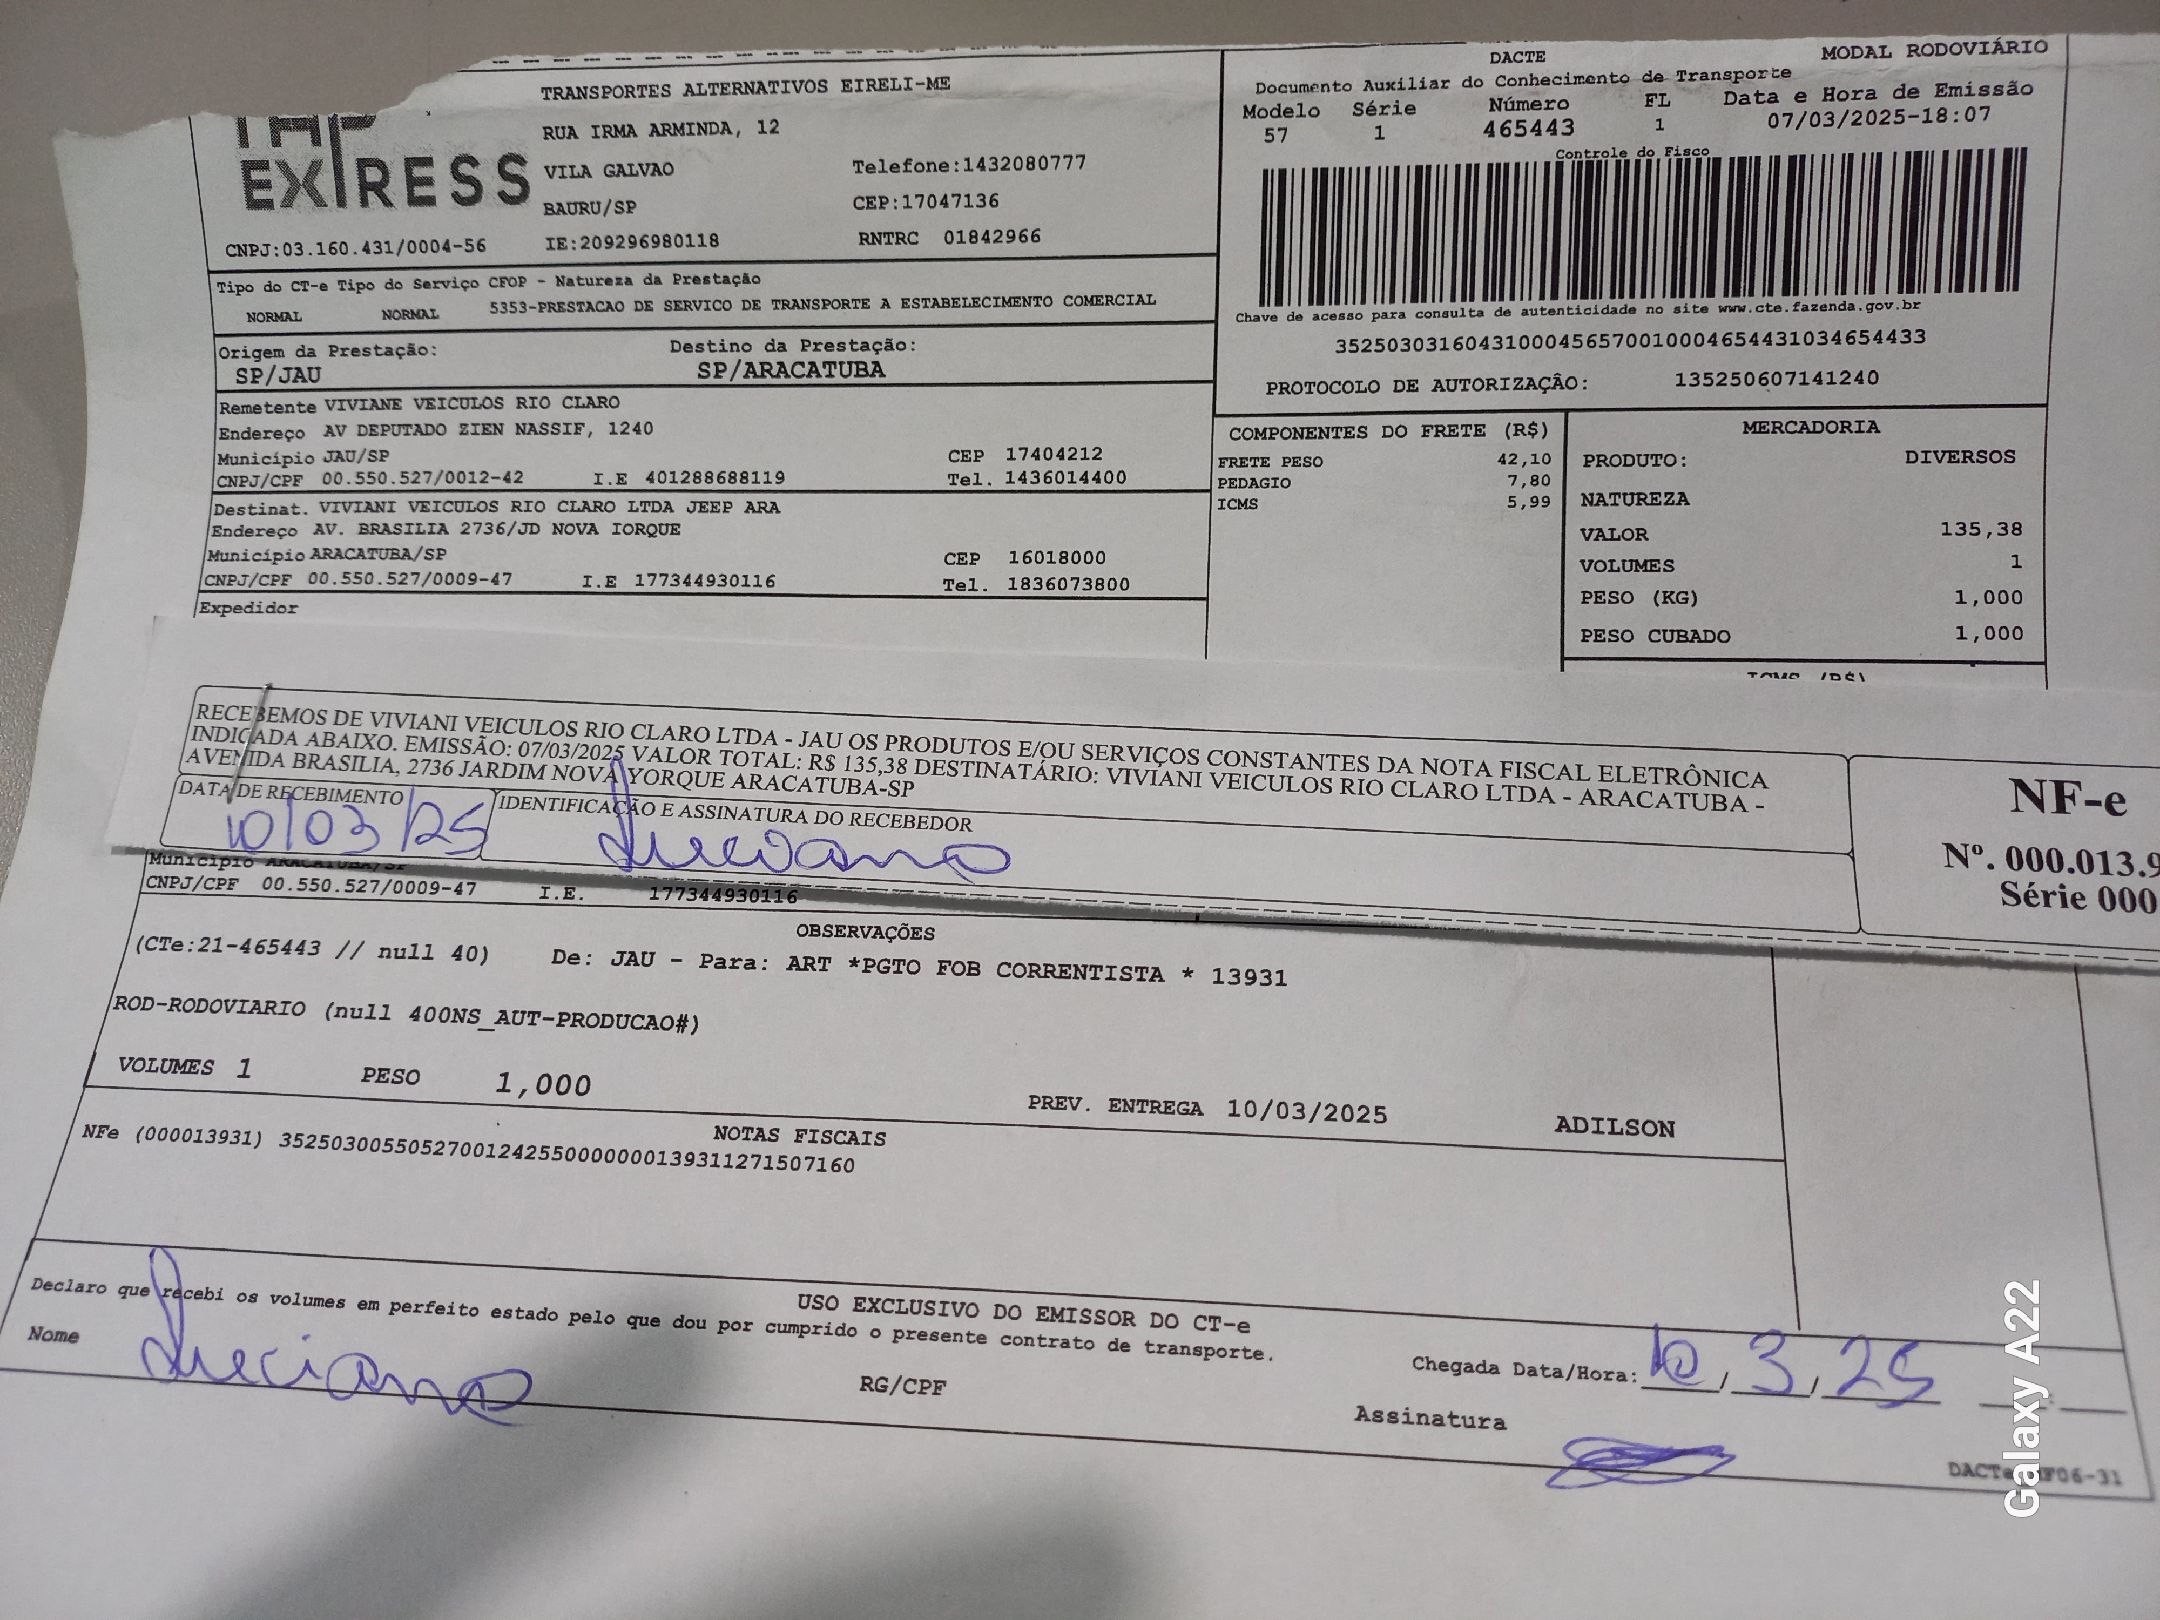 DACTE
MODAL RODOVIÁRIO
TRANSPORTES ALTERNATIVOS EIRELI-ME
Documento Auxiliar do Conhecimento de Transporte
Modelo Série Número FL Data e Hora de Emissão
57 1 465443 1 07/03/2025-18:07
RUA IRMA ARMINDA, 12
EXPRESS
VILA GALVAO Telefone:1432080777
BAURU/SP CEP:17047136
CNPJ:03.160.431/0004-56 IE:209296980118 RNTRC 01842966
Controle do Fisco
Chave de acesso para consulta de autenticidade no site www.cte.fazenda.gov.br
35250303160431000456570010004654431034654433
PROTOCOLO DE AUTORIZAÇÃO: 135250607141240
Tipo do CT-e Tipo do Serviço CFOP - Natureza da Prestação
NORMAL NORMAL 5353-PRESTACAO DE SERVICO DE TRANSPORTE A ESTABELECIMENTO COMERCIAL
Origem da Prestação: Destino da Prestação:
SP/JAU SP/ARACATUBA
Remetente VIVIANE VEICULOS RIO CLARO
Endereço AV DEPUTADO ZIEN NASSIF, 1240
Município JAU/SP CEP 17404212
CNPJ/CPF 00.550.527/0012-42 I.E 401288688119 Tel. 1436014400
Destinat. VIVIANI VEICULOS RIO CLARO LTDA JEEP ARA
Endereço AV. BRASILIA 2736/JD NOVA IORQUE
Município ARACATUBA/SP CEP 16018000
CNPJ/CPF 00.550.527/0009-47 I.E 177344930116 Tel. 1836073800
Expedidor
COMPONENTES DO FRETE (R$)
FRETE PESO 42,10
PEDAGIO 7,80
ICMS 5,99
MERCADORIA
PRODUTO: DIVERSOS
NATUREZA
VALOR 135,38
VOLUMES 1
PESO (KG) 1,000
PESO CUBADO 1,000
RECEBEMOS DE VIVIANI VEICULOS RIO CLARO LTDA - JAU OS PRODUTOS E/OU SERVIÇOS CONSTANTES DA NOTA FISCAL ELETRÔNICA
INDICADA ABAIXO. EMISSÃO: 07/03/2025 VALOR TOTAL: R$ 135,38 DESTINATÁRIO: VIVIANI VEICULOS RIO CLARO LTDA - ARACATUBA -
AVENIDA BRASILIA, 2736 JARDIM NOVA YORQUE ARACATUBA-SP
DATA DE RECEBIMENTO IDENTIFICAÇÃO E ASSINATURA DO RECEBEDOR
10/03/25 Luciano
NF-e
Nº. 000.013.9
Série 000
Município ARACATUBA/SP
CNPJ/CPF 00.550.527/0009-47 I.E. 177344930116
OBSERVAÇÕES
(CTe:21-465443 // null 40) De: JAU - Para: ART *PGTO FOB CORRENTISTA * 13931
ROD-RODOVIARIO (null 400NS_AUT-PRODUCAO#)
VOLUMES 1 PESO 1,000 PREV. ENTREGA 10/03/2025 ADILSON
NOTAS FISCAIS
NFe (000013931) 35250300550527001242550000000139311271507160
USO EXCLUSIVO DO EMISSOR DO CT-e
Declaro que recebi os volumes em perfeito estado pelo que dou por cumprido o presente contrato de transporte.
Nome Luciano RG/CPF Chegada Data/Hora: 10/3/25
Assinatura
Galaxy A22